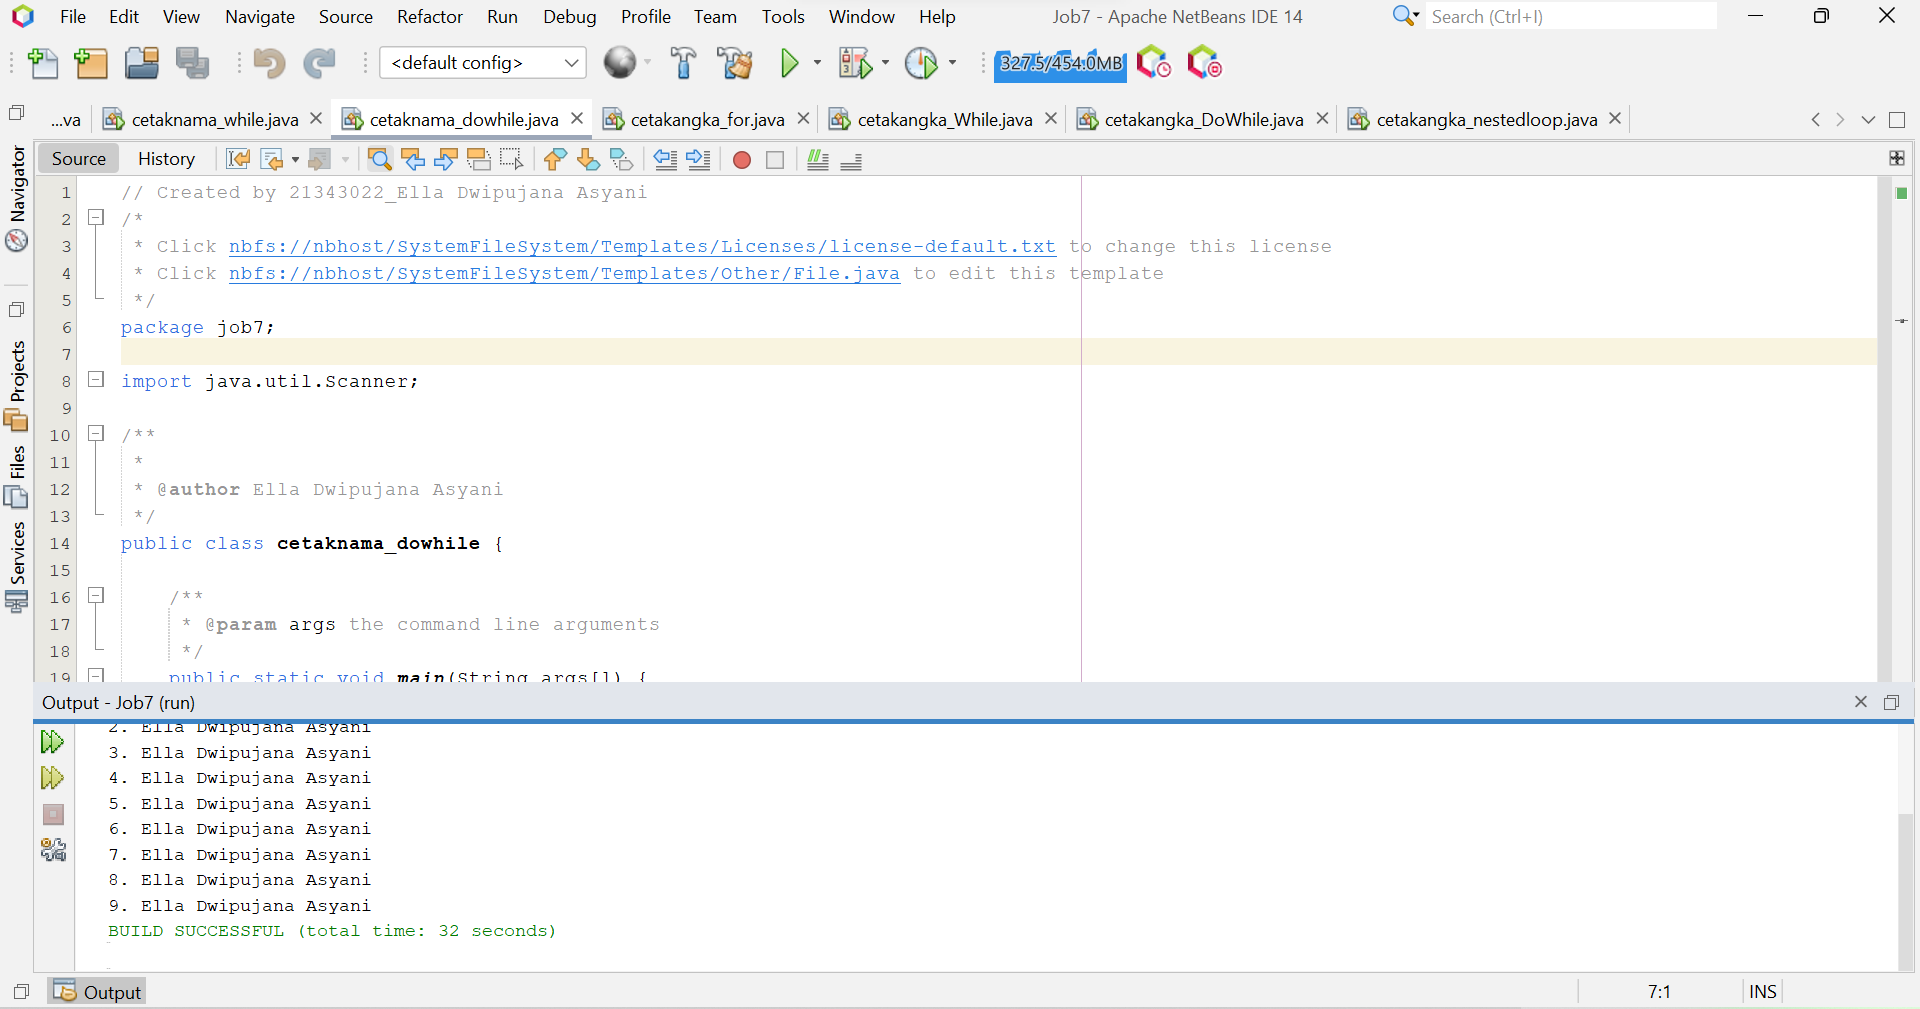 File Edit View Navigate Source Refactor Run Debug Profile Team Tools Window Help Job7 - Apache NetBeans IDE 14 Search (Ctrl+I)
<default config> 327.5/454.0MB
...va cetaknama_while.java cetaknama_dowhile.java cetakangka_for.java cetakangka_While.java cetakangka_DoWhile.java cetakangka_nestedloop.java
Source History
Navigator
Projects
Files
Services
1 // Created by 21343022_Ella Dwipujana Asyani
2 /*
3 * Click nbfs://nbhost/SystemFileSystem/Templates/Licenses/license-default.txt to change this license
4 * Click nbfs://nbhost/SystemFileSystem/Templates/Other/File.java to edit this template
5 */
6 package job7;
7
8 import java.util.Scanner;
9
10 /**
11 *
12 * @author Ella Dwipujana Asyani
13 */
14 public class cetaknama_dowhile {
15
16 /**
17 * @param args the command line arguments
18 */
19 public static void main(String args[]) {
Output - Job7 (run)
2. Ella Dwipujana Asyani
3. Ella Dwipujana Asyani
4. Ella Dwipujana Asyani
5. Ella Dwipujana Asyani
6. Ella Dwipujana Asyani
7. Ella Dwipujana Asyani
8. Ella Dwipujana Asyani
9. Ella Dwipujana Asyani
BUILD SUCCESSFUL (total time: 32 seconds)
Output 7:1 INS